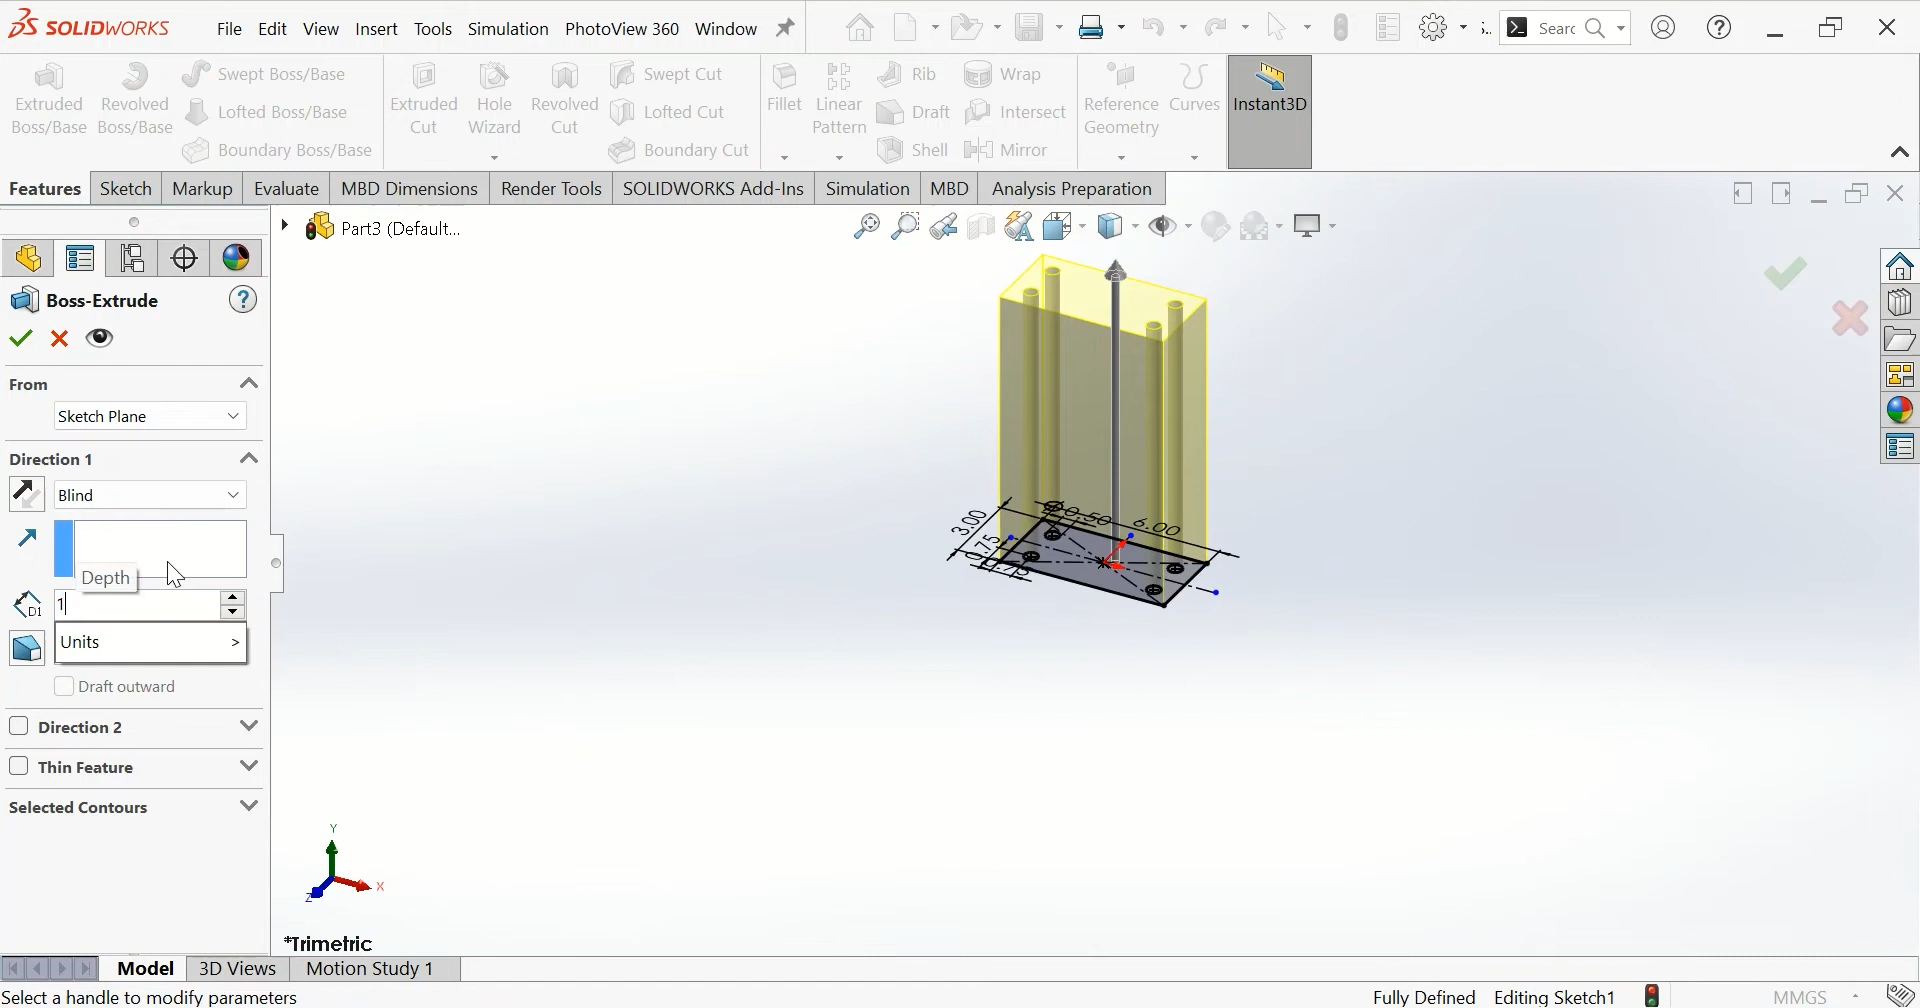 SOLIDWORKS File Edit View Insert Tools Simulation PhotoView 360 Window Searc
Extruded Boss/Base
Revolved Boss/Base
Swept Boss/Base
Lofted Boss/Base
Boundary Boss/Base
Extruded Cut
Hole Wizard
Revolved Cut
Swept Cut
Lofted Cut
Boundary Cut
Fillet
Linear Pattern
Rib
Draft
Shell
Wrap
Intersect
Mirror
Reference Geometry
Curves
Instant3D
Features Sketch Markup Evaluate MBD Dimensions Render Tools SOLIDWORKS Add-Ins Simulation MBD Analysis Preparation
Part3 (Default...
Boss-Extrude
From
Sketch Plane
Direction 1
Blind
Depth
D1
1
Units >
Draft outward
Direction 2
Thin Feature
Selected Contours
3.00
0.50
6.00
0.75
Y
X
Z
*Trimetric
Model 3D Views Motion Study 1
Select a handle to modify parameters Fully Defined Editing Sketch1 MMGS